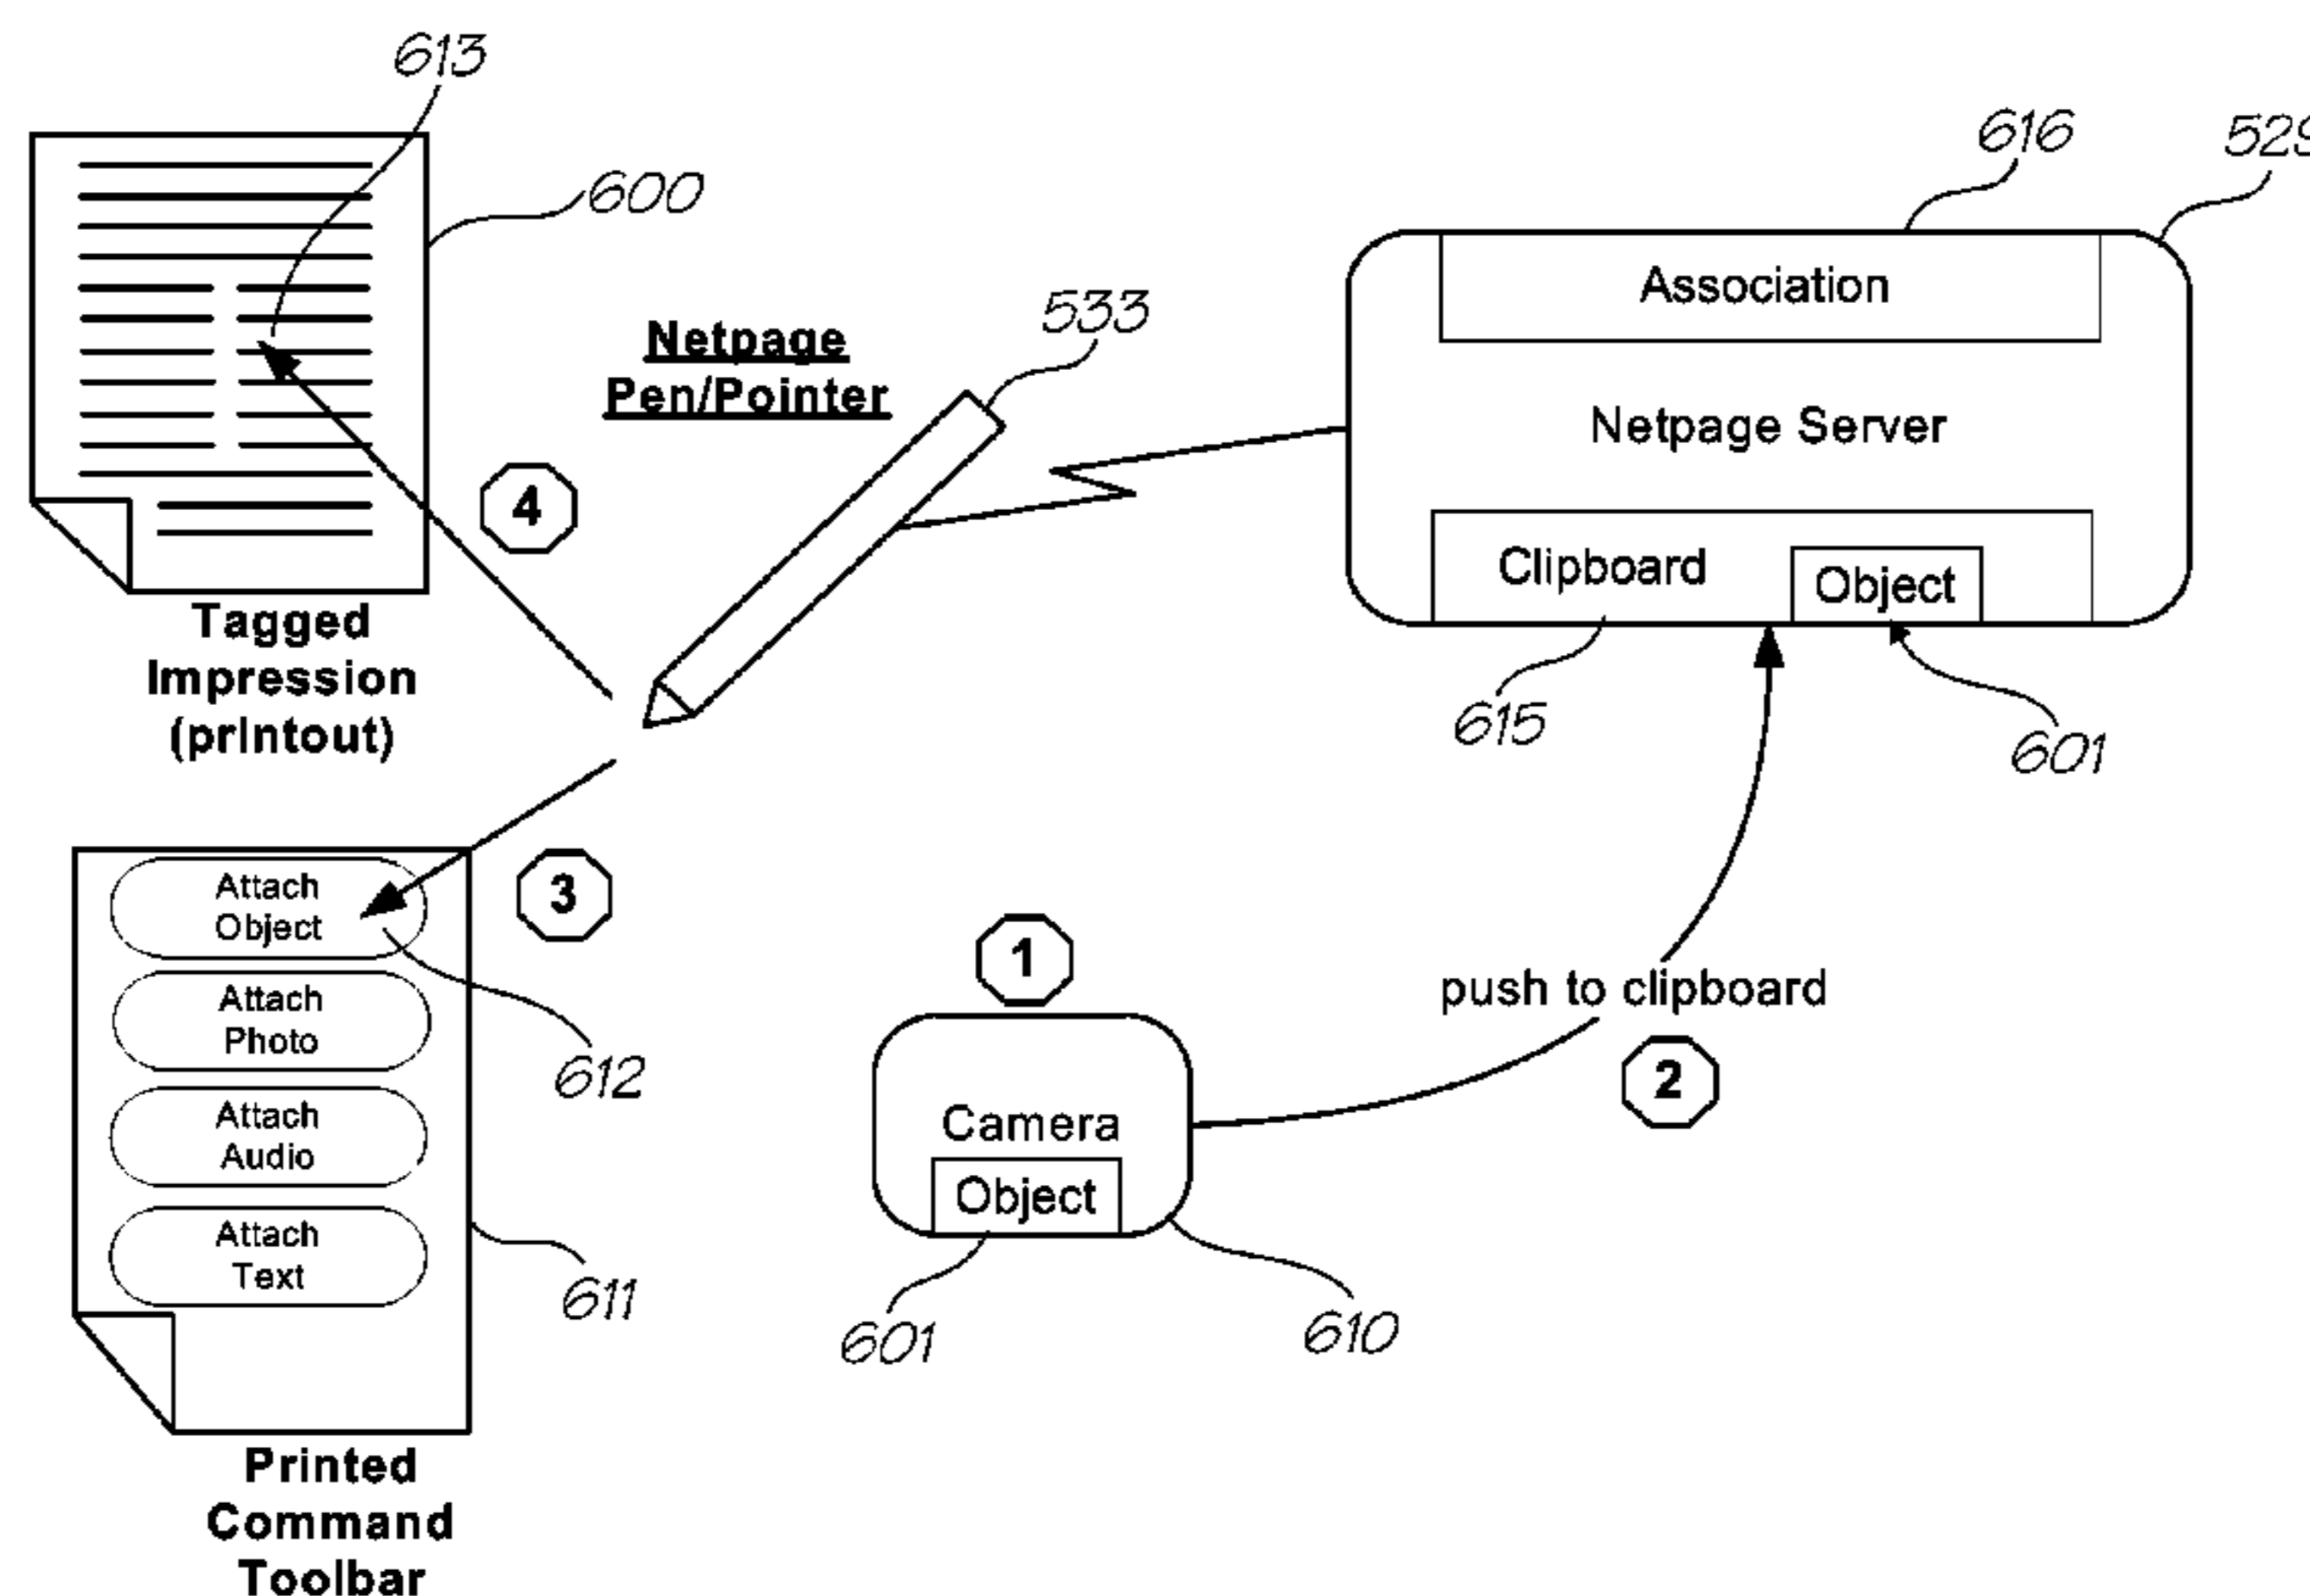 613
600
616
529
Association
Netpage
Pen/Pointer
533
Netpage Server
4
Clipboard
Object
Tagged
Impression
(prIntout)
615
601
3
Attach
Object
Attach
Photo
Attach
Audio
Attach
Text
612
611
1
push to clipboard
2
Camera
Object
601
610
Printed
Command
Toolbar